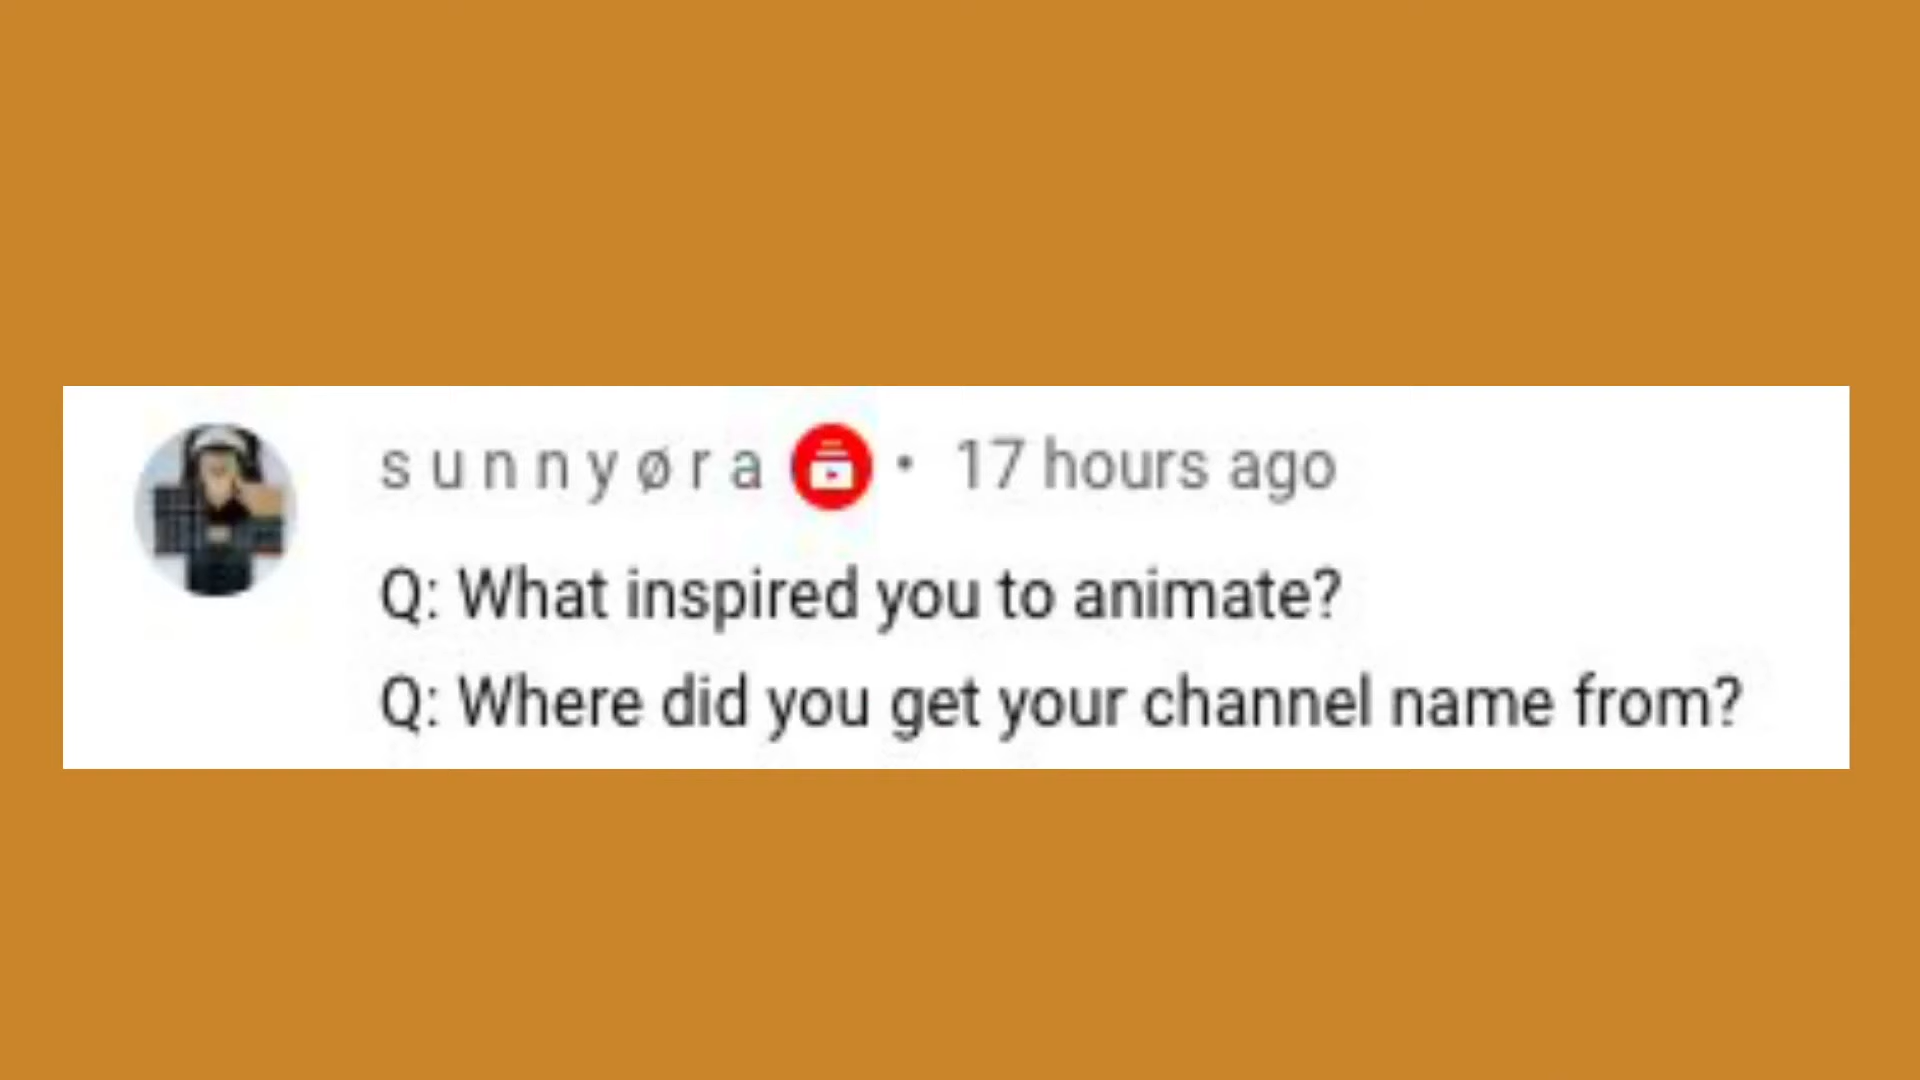 s u n n y ø r a • 17 hours ago
Q: What inspired you to animate?
Q: Where did you get your channel name from?